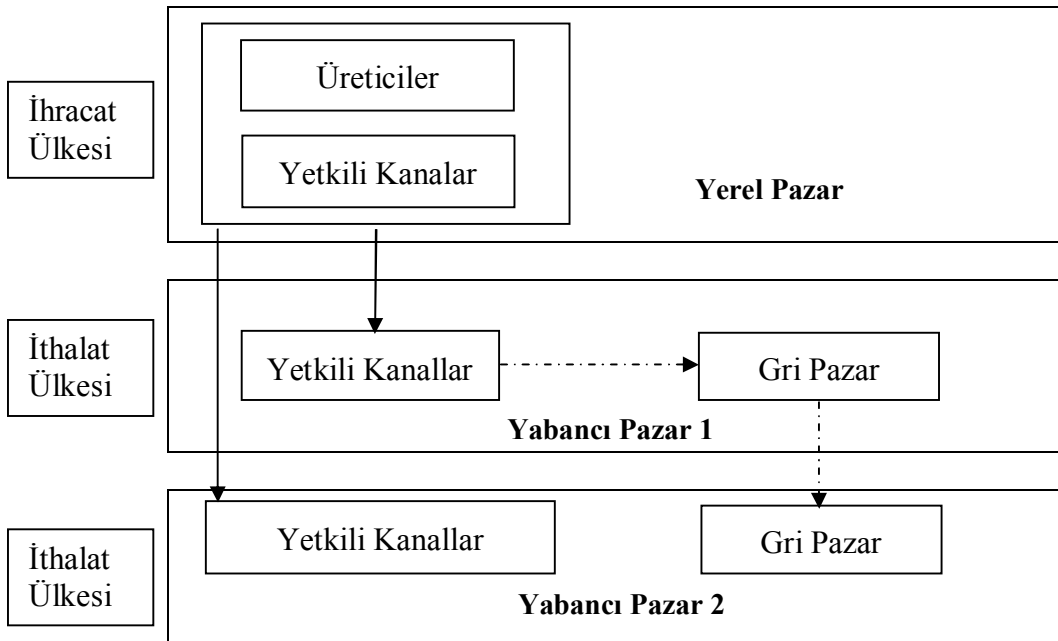 Üreticiler
İhracat
Ülkesi
Yetkili Kanalar
Yerel Pazar
İthalat
Ülkesi
Yetkili Kanallar
Gri Pazar
Yabancı Pazar 1
İthalat
Ülkesi
Yetkili Kanallar
Gri Pazar
Yabancı Pazar 2